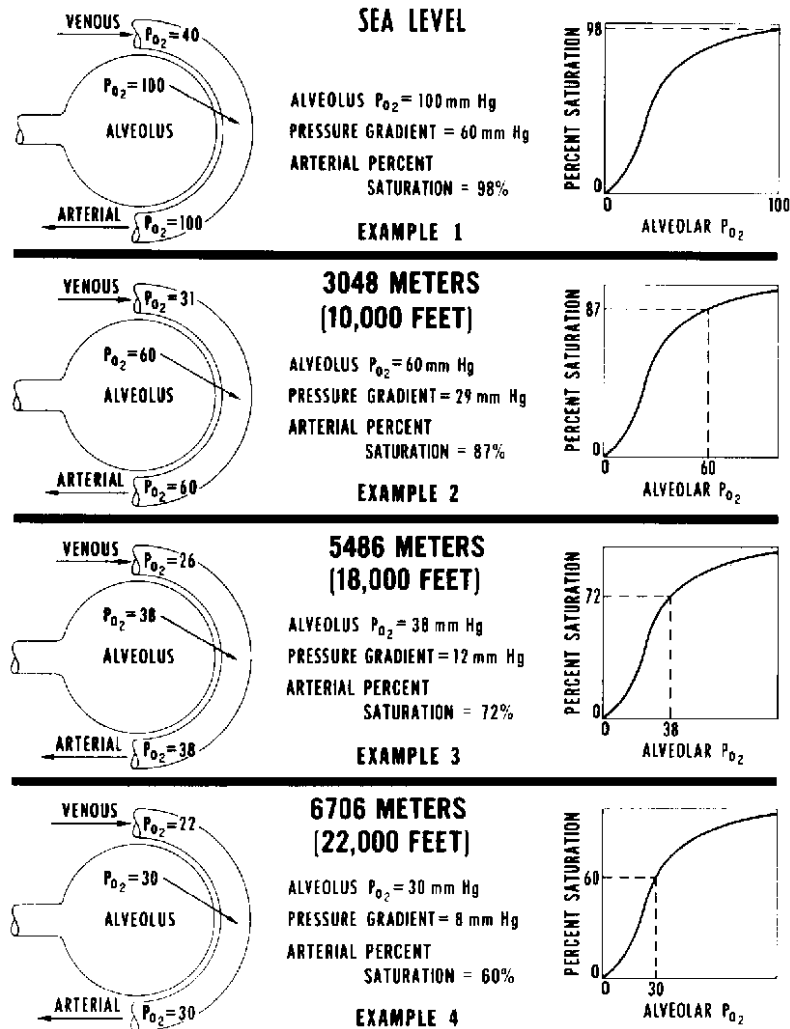 SEA LEVEL
VENOUS
Po2=40
Po2=100
ALVEOLUS
ARTERIAL
Po2=100
ALVEOLUS Po2=100 mm Hg
PRESSURE GRADIENT = 60 mm Hg
ARTERIAL PERCENT
SATURATION = 98%
EXAMPLE 1
PERCENT SATURATION
98
0
0
100
ALVEOLAR Po2
3048 METERS
(10,000 FEET)
VENOUS
Po2=31
Po2=60
ALVEOLUS
ARTERIAL
Po2=60
ALVEOLUS Po2=60 mm Hg
PRESSURE GRADIENT = 29 mm Hg
ARTERIAL PERCENT
SATURATION = 87%
EXAMPLE 2
PERCENT SATURATION
87
0
0
60
ALVEOLAR Po2
5486 METERS
(18,000 FEET)
VENOUS
Po2=26
Po2=38
ALVEOLUS
ARTERIAL
Po2=38
ALVEOLUS Po2=38 mm Hg
PRESSURE GRADIENT = 12 mm Hg
ARTERIAL PERCENT
SATURATION = 72%
EXAMPLE 3
PERCENT SATURATION
72
0
0
38
ALVEOLAR Po2
6706 METERS
(22,000 FEET)
VENOUS
Po2=22
Po2=30
ALVEOLUS
ARTERIAL
Po2=30
ALVEOLUS Po2=30 mm Hg
PRESSURE GRADIENT = 8 mm Hg
ARTERIAL PERCENT
SATURATION = 60%
EXAMPLE 4
PERCENT SATURATION
60
0
0
30
ALVEOLAR Po2